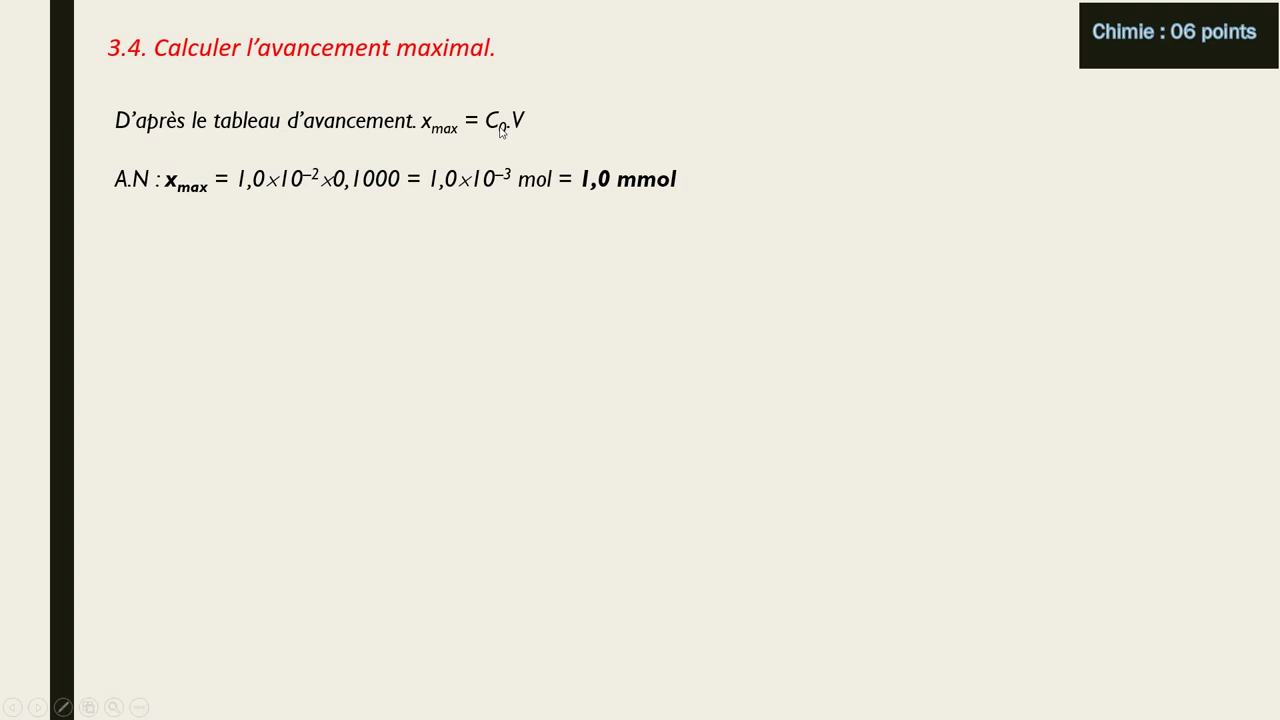 Chimie : 06 points
3.4. Calculer l’avancement maximal.
D’après le tableau d’avancement. xmax = C0.V
A.N : xmax = 1,0×10–2×0,1000 = 1,0×10–3 mol = 1,0 mmol